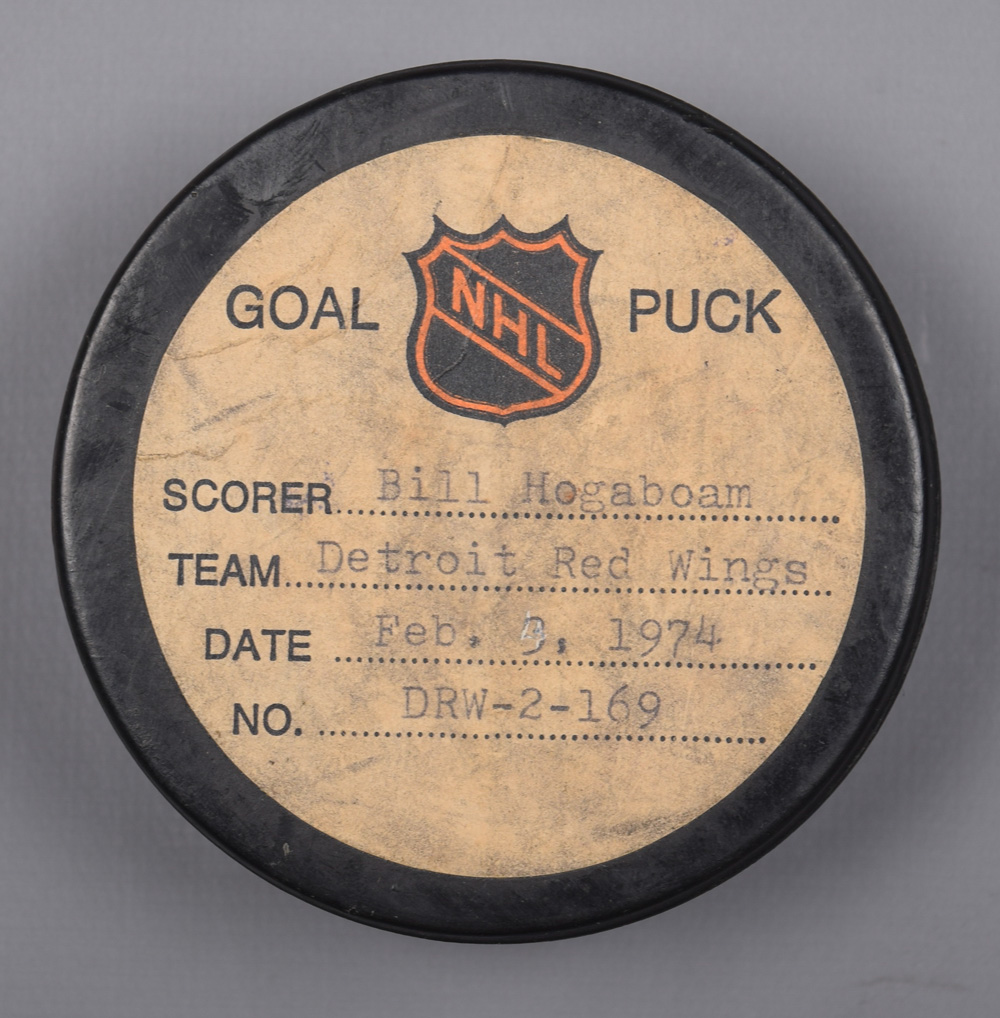 GOAL NHL PUCK
SCORER Bill Hogaboam
TEAM Detroit Red Wings
DATE Feb. 9, 1974
NO. DRW-2-169